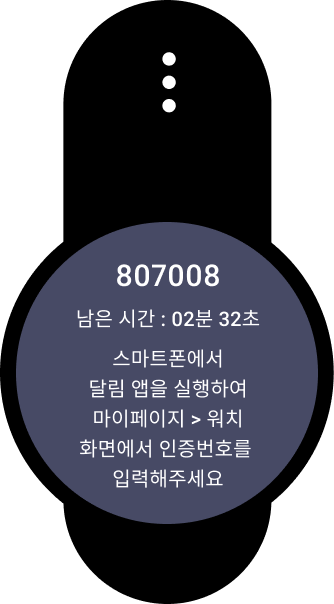 807008
남은 시간 : 02분 32초
스마트폰에서
달림 앱을 실행하여
마이페이지 > 워치
화면에서 인증번호를
입력해주세요